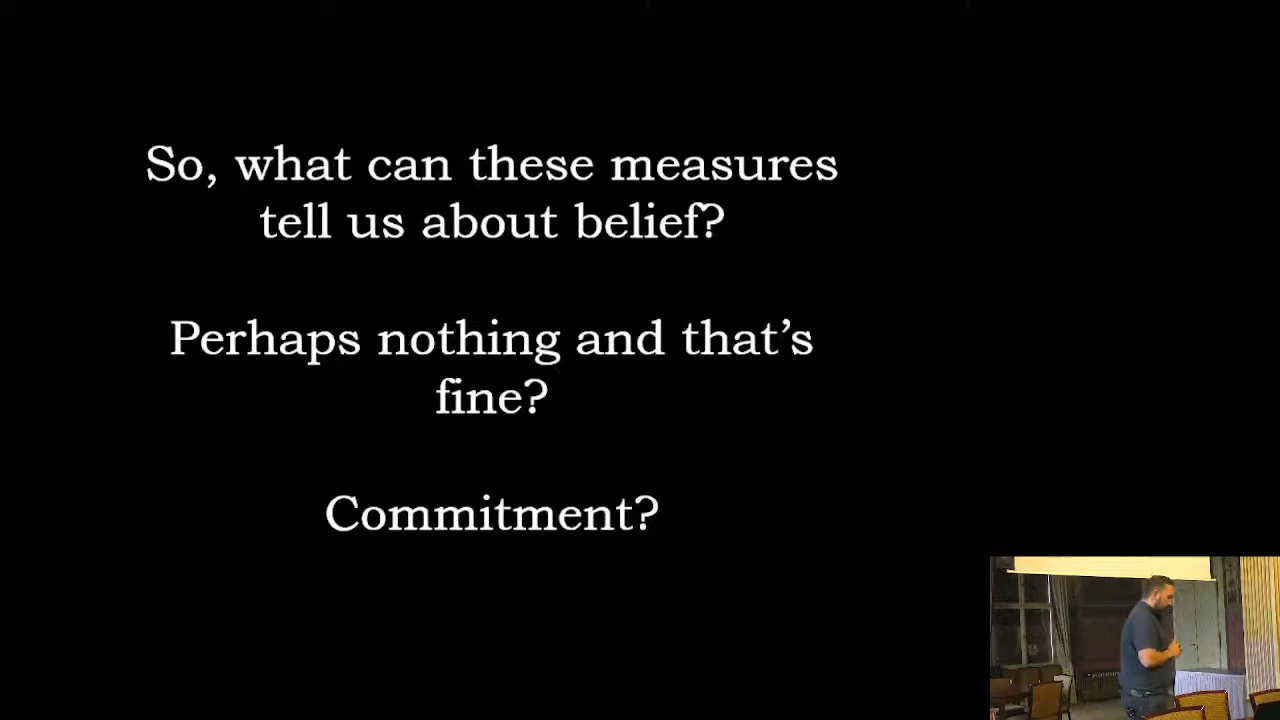 So, what can these measures
tell us about belief?
Perhaps nothing and that’s
fine?
Commitment?